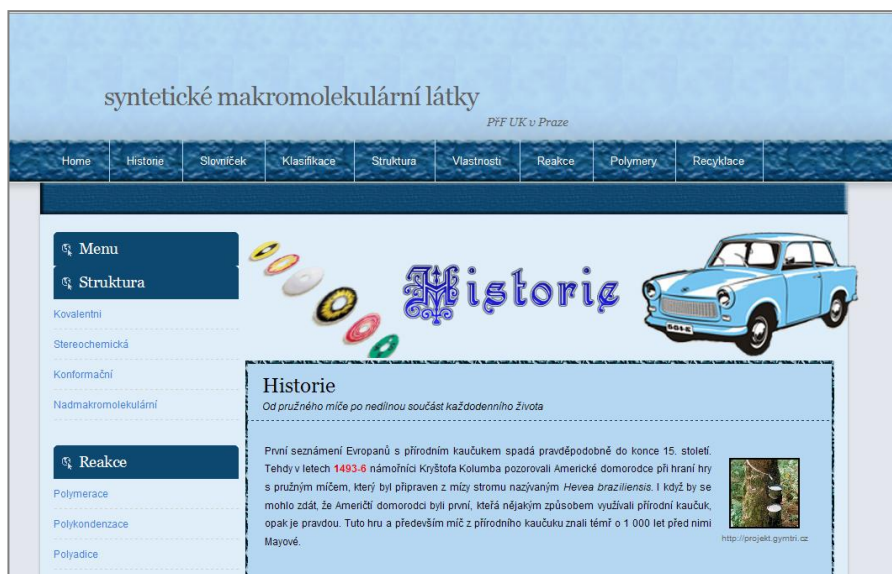 syntetické makromolekulární látky
PřF UK v Praze
Home Historie Slovníček Klasifikace Struktura Vlastnosti Reakce Polymery Recyklace
Menu
Struktura
Kovalentní
Stereochemická
Konformační
Nadmakromolekulární
Reakce
Polymerace
Polykondenzace
Polyadice
Historie
601-S
Historie
Od pružného míče po nedílnou součást každodenního života
První seznámení Evropanů s přírodním kaučukem spadá pravděpodobně do konce 15. století.
Tehdy v letech 1493-6 námořníci Kryštofa Kolumba pozorovali Americké domorodce při hraní hry
s pružným míčem, který byl připraven z mízy stromu nazývaným Hevea braziliensis. I když by se
mohlo zdát, že Američtí domorodci byli první, kteřá nějakým způsobem využívali přírodní kaučuk,
opak je pravdou. Tuto hru a především míč z přírodního kaučuku znali téměř o 1 000 let před nimi
Mayové.
http://projekt.gymtri.cz